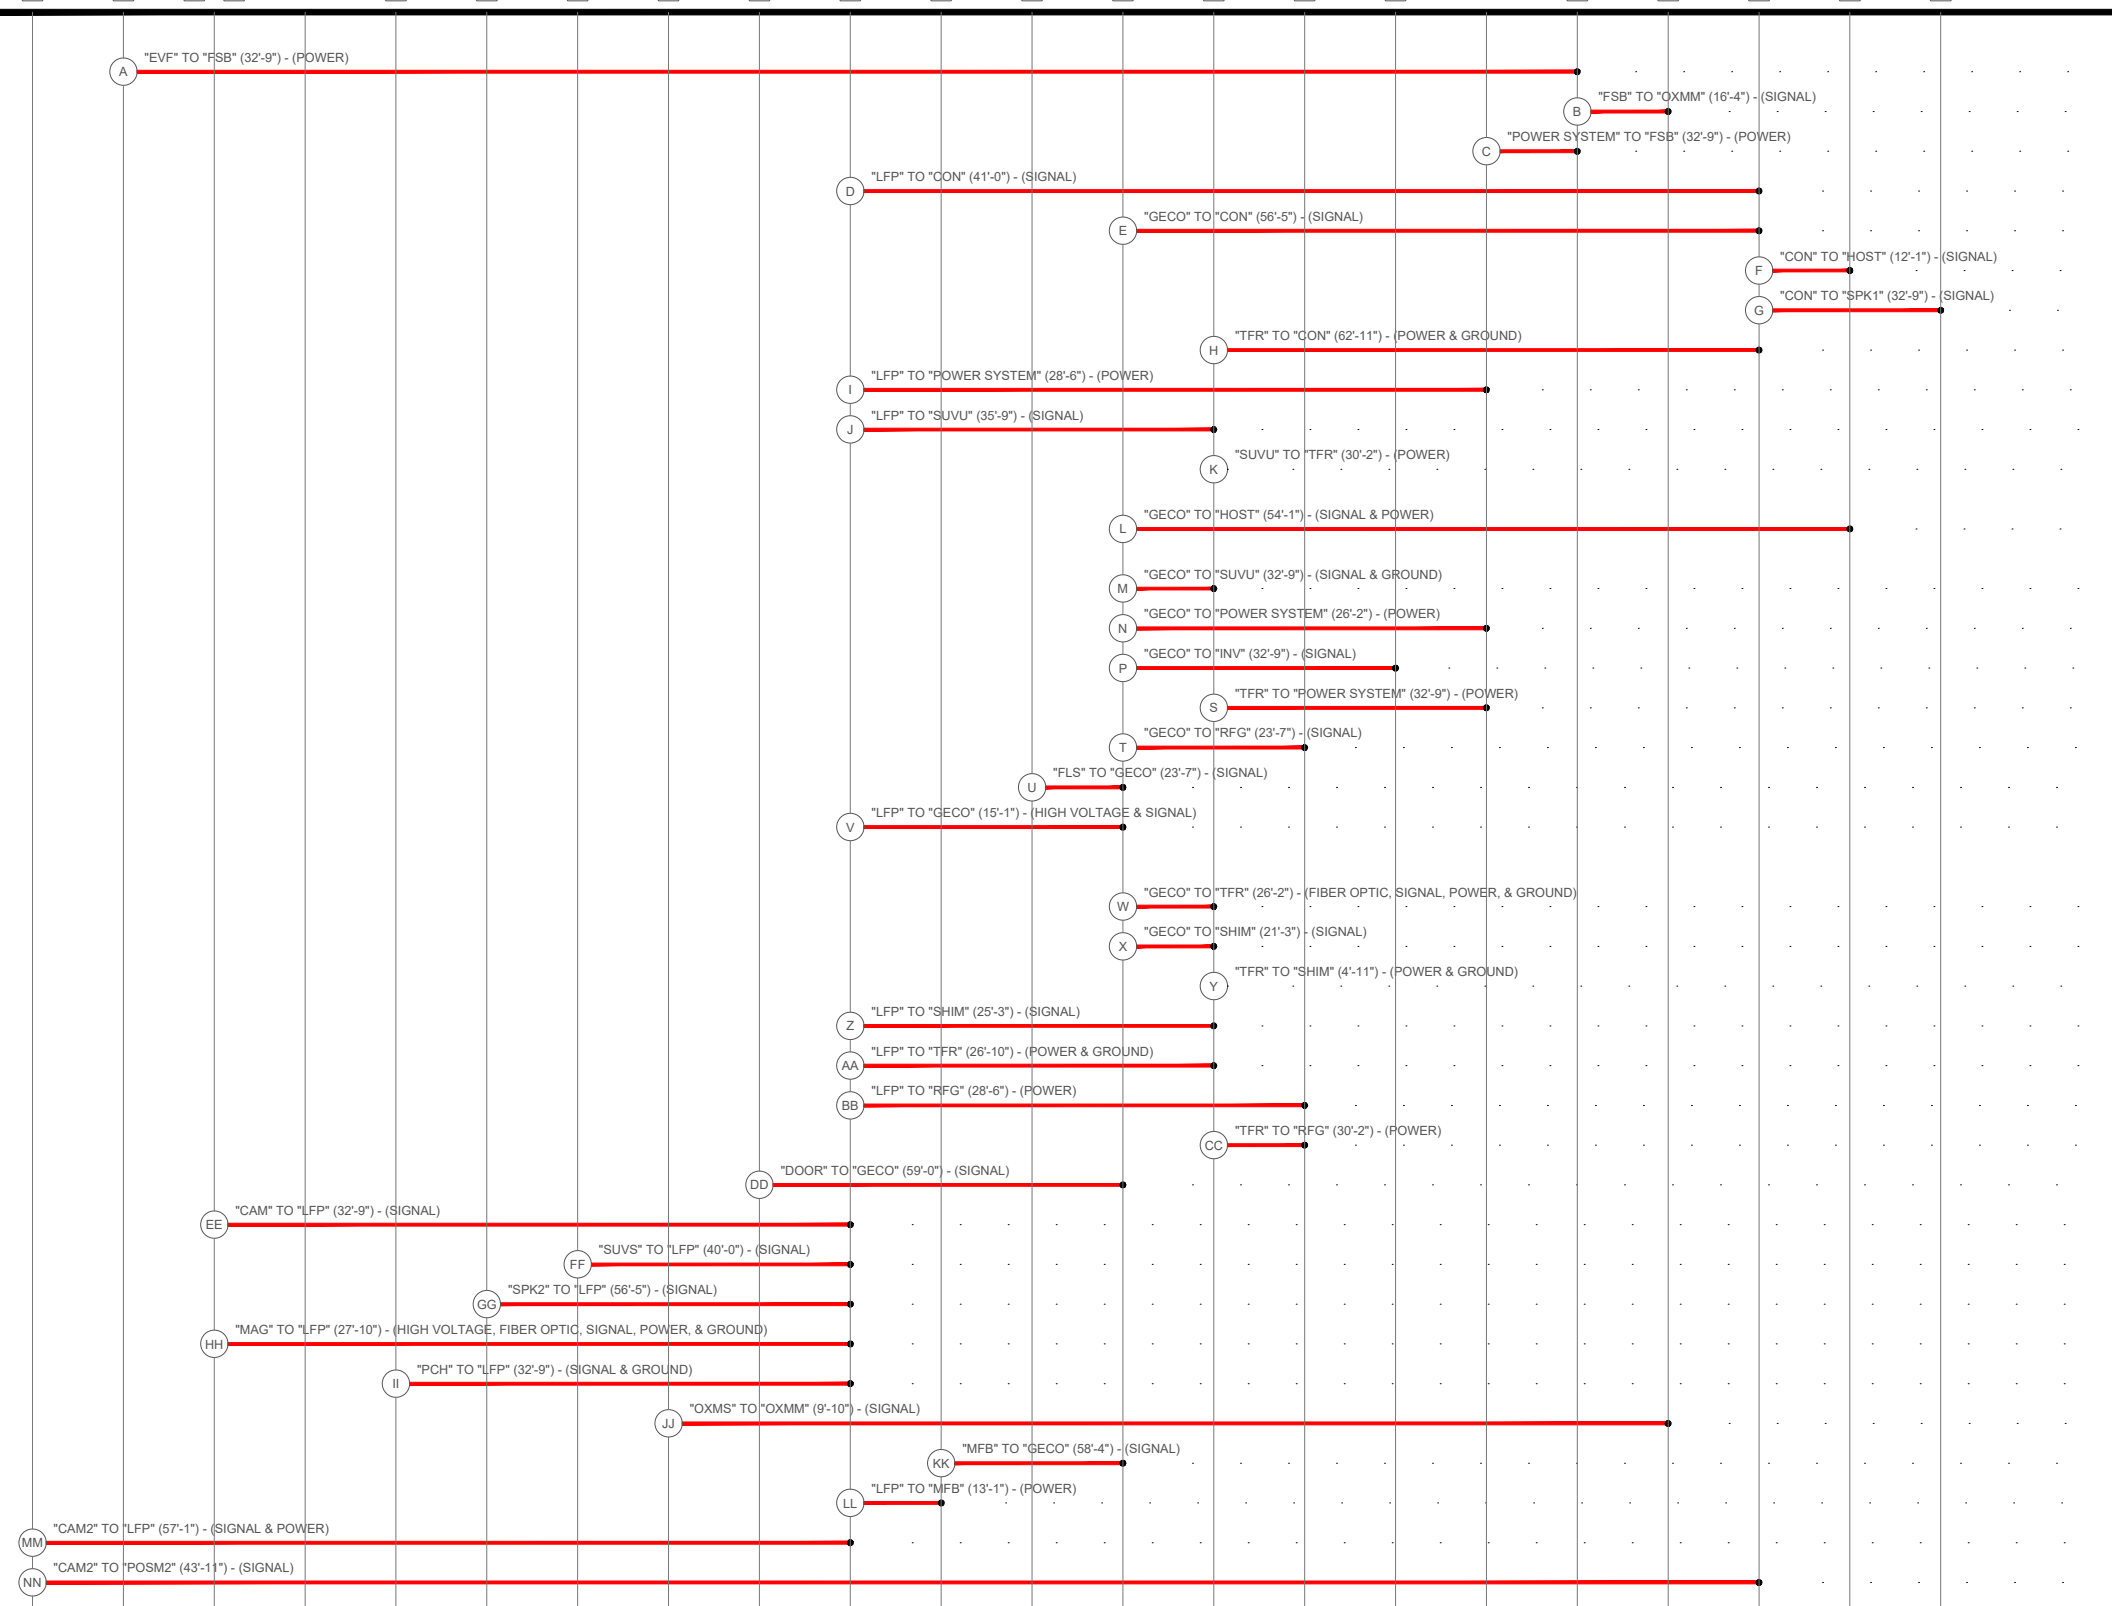 A "EVF" TO "FSB" (32'-9") - (POWER)
B "FSB" TO "OXMM" (16'-4") - (SIGNAL)
C "POWER SYSTEM" TO "FSB" (32'-9") - (POWER)
D "LFP" TO "CON" (41'-0") - (SIGNAL)
E "GECO" TO "CON" (56'-5") - (SIGNAL)
F "CON" TO "HOST" (12'-1") - (SIGNAL)
G "CON" TO "SPK1" (32'-9") - (SIGNAL)
H "TFR" TO "CON" (62'-11") - (POWER & GROUND)
I "LFP" TO "POWER SYSTEM" (28'-6") - (POWER)
J "LFP" TO "SUVU" (35'-9") - (SIGNAL)
K "SUVU" TO "TFR" (30'-2") - (POWER)
L "GECO" TO "HOST" (54'-1") - (SIGNAL & POWER)
M "GECO" TO "SUVU" (32'-9") - (SIGNAL & GROUND)
N "GECO" TO "POWER SYSTEM" (26'-2") - (POWER)
P "GECO" TO "INV" (32'-9") - (SIGNAL)
S "TFR" TO "POWER SYSTEM" (32'-9") - (POWER)
T "GECO" TO "RFG" (23'-7") - (SIGNAL)
U "FLS" TO "GECO" (23'-7") - (SIGNAL)
V "LFP" TO "GECO" (15'-1") - (HIGH VOLTAGE & SIGNAL)
W "GECO" TO "TFR" (26'-2") - (FIBER OPTIC, SIGNAL, POWER, & GROUND)
X "GECO" TO "SHIM" (21'-3") - (SIGNAL)
Y "TFR" TO "SHIM" (4'-11") - (POWER & GROUND)
Z "LFP" TO "SHIM" (25'-3") - (SIGNAL)
AA "LFP" TO "TFR" (26'-10") - (POWER & GROUND)
BB "LFP" TO "RFG" (28'-6") - (POWER)
CC "TFR" TO "RFG" (30'-2") - (POWER)
DD "DOOR" TO "GECO" (59'-0") - (SIGNAL)
EE "CAM" TO "LFP" (32'-9") - (SIGNAL)
FF "SUVS" TO "LFP" (40'-0") - (SIGNAL)
GG "SPK2" TO "LFP" (56'-5") - (SIGNAL)
HH "MAG" TO "LFP" (27'-10") - (HIGH VOLTAGE, FIBER OPTIC, SIGNAL, POWER, & GROUND)
II "PCH" TO "LFP" (32'-9") - (SIGNAL & GROUND)
JJ "OXMS" TO "OXMM" (9'-10") - (SIGNAL)
KK "MFB" TO "GECO" (58'-4") - (SIGNAL)
LL "LFP" TO "MFB" (13'-1") - (POWER)
MM "CAM2" TO "LFP" (57'-1") - (SIGNAL & POWER)
NN "CAM2" TO "POSM2" (43'-11") - (SIGNAL)